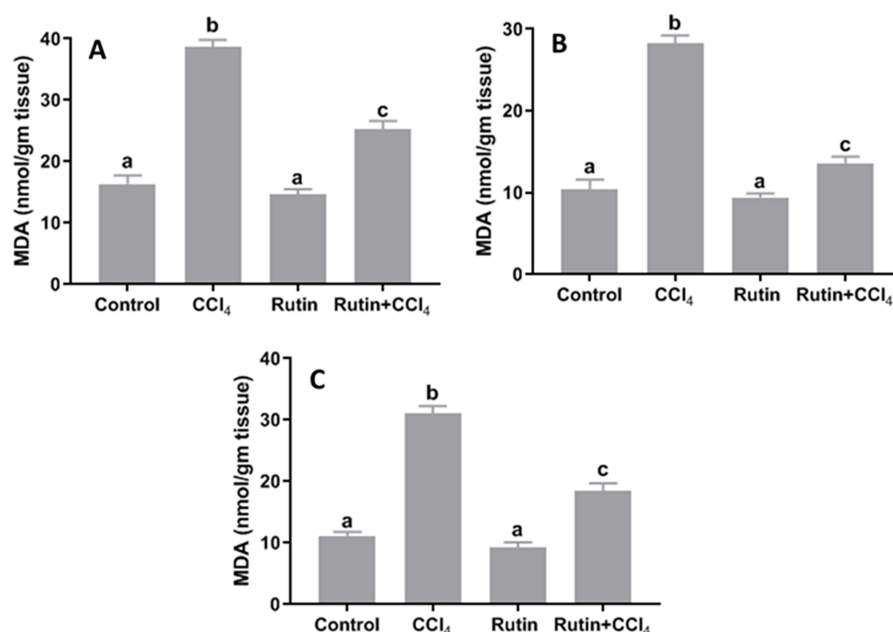 A
MDA (nmol/gm tissue)
40
30
20
10
0
a
b
a
c
Control CCl₄ Rutin Rutin+CCl₄
B
MDA (nmol/gm tissue)
30
20
10
0
a
b
a
c
Control CCl₄ Rutin Rutin+CCl₄
C
MDA (nmol/gm tissue)
40
30
20
10
0
a
b
a
c
Control CCl₄ Rutin Rutin+CCl₄